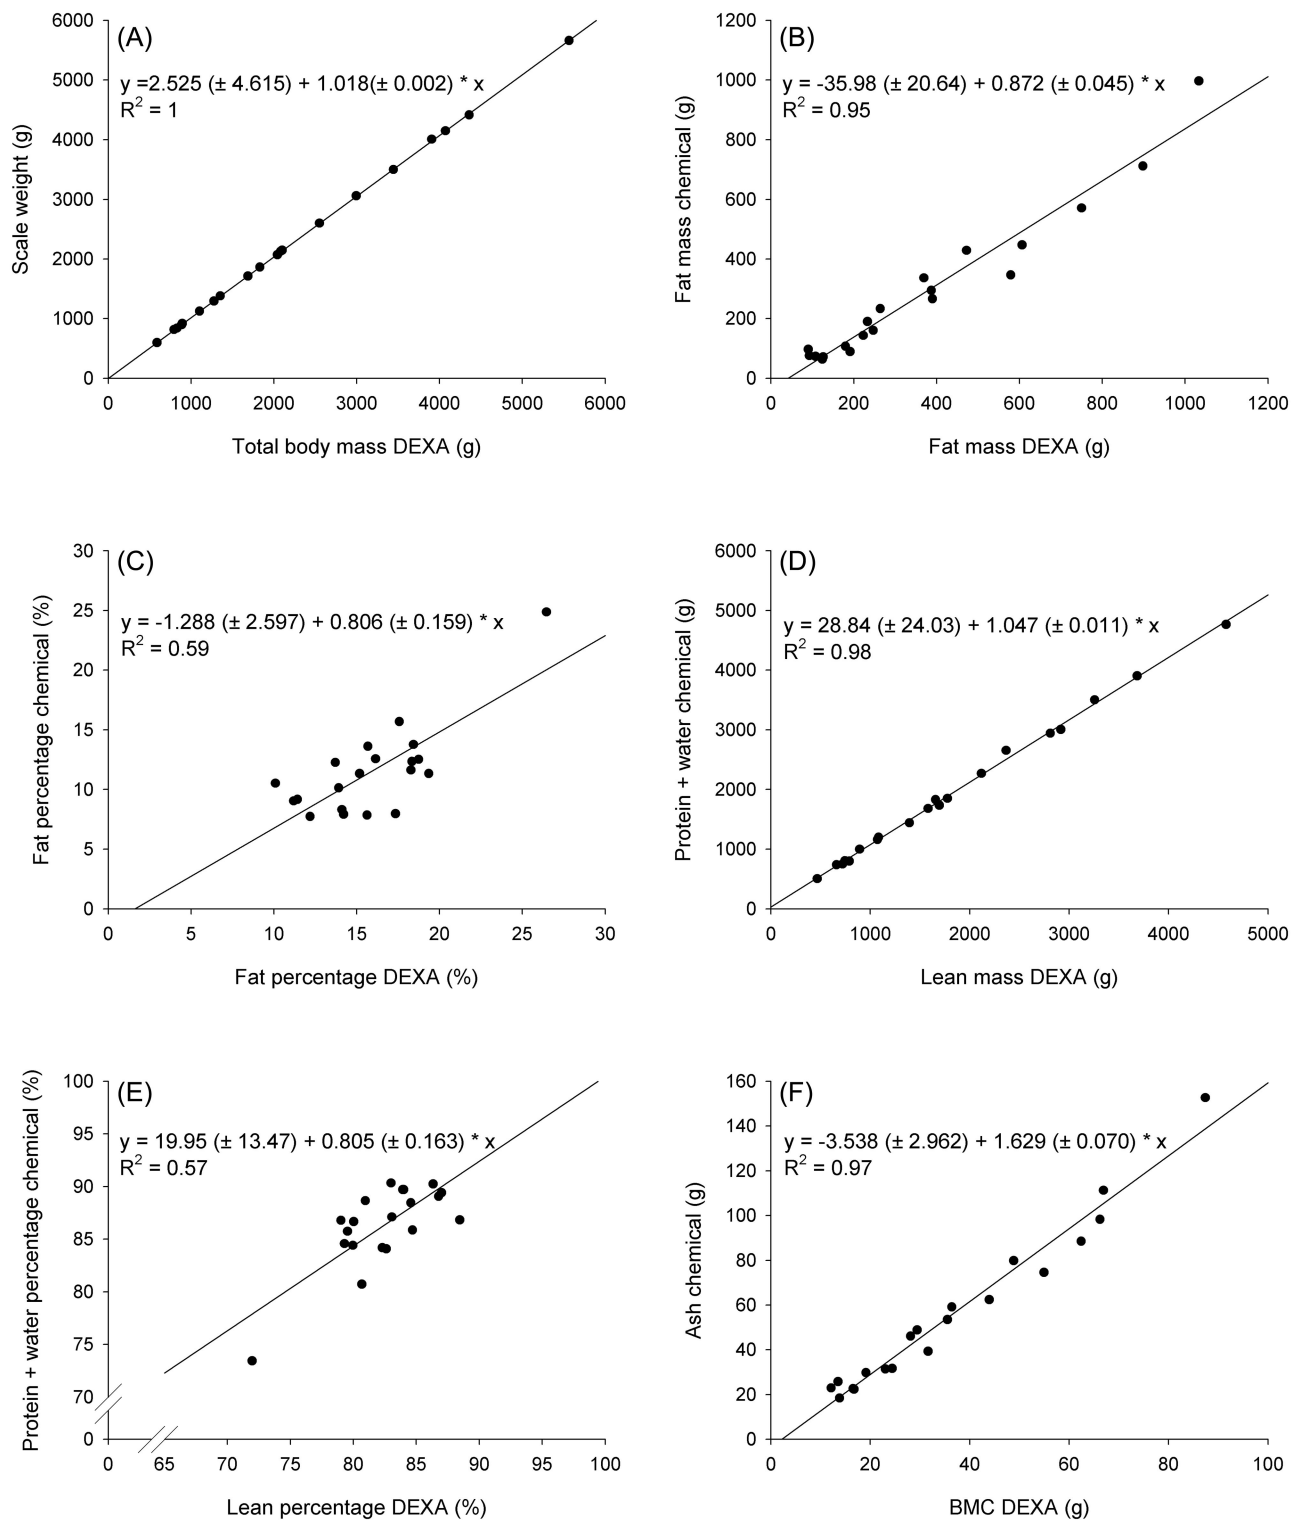 (A)
y =2.525 (± 4.615) + 1.018(± 0.002) * x
R² = 1
Scale weight (g)
6000
5000
4000
3000
2000
1000
0
0 1000 2000 3000 4000 5000 6000
Total body mass DEXA (g)
(B)
y = -35.98 (± 20.64) + 0.872 (± 0.045) * x
R² = 0.95
Fat mass chemical (g)
1200
1000
800
600
400
200
0
0 200 400 600 800 1000 1200
Fat mass DEXA (g)
(C)
y = -1.288 (± 2.597) + 0.806 (± 0.159) * x
R² = 0.59
Fat percentage chemical (%)
30
25
20
15
10
5
0
0 5 10 15 20 25 30
Fat percentage DEXA (%)
(D)
y = 28.84 (± 24.03) + 1.047 (± 0.011) * x
R² = 0.98
Protein + water chemical (g)
6000
5000
4000
3000
2000
1000
0
0 1000 2000 3000 4000 5000
Lean mass DEXA (g)
(E)
y = 19.95 (± 13.47) + 0.805 (± 0.163) * x
R² = 0.57
Protein + water percentage chemical (%)
100
95
90
85
80
75
70
0
0 65 70 75 80 85 90 95 100
Lean percentage DEXA (%)
(F)
y = -3.538 (± 2.962) + 1.629 (± 0.070) * x
R² = 0.97
Ash chemical (g)
160
140
120
100
80
60
40
20
0
0 20 40 60 80 100
BMC DEXA (g)